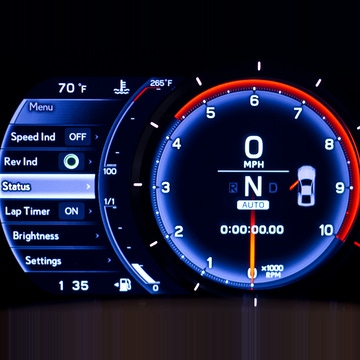 70 °F
265°F
Menu
Speed Ind OFF
Rev Ind
Status
Lap Timer ON
Brightness
Settings
1 35
100
1/1
0
0 1 2 3 4 5 6 7 8 9 10
0
MPH
R N D
AUTO
0:00:00.00
x1000
RPM